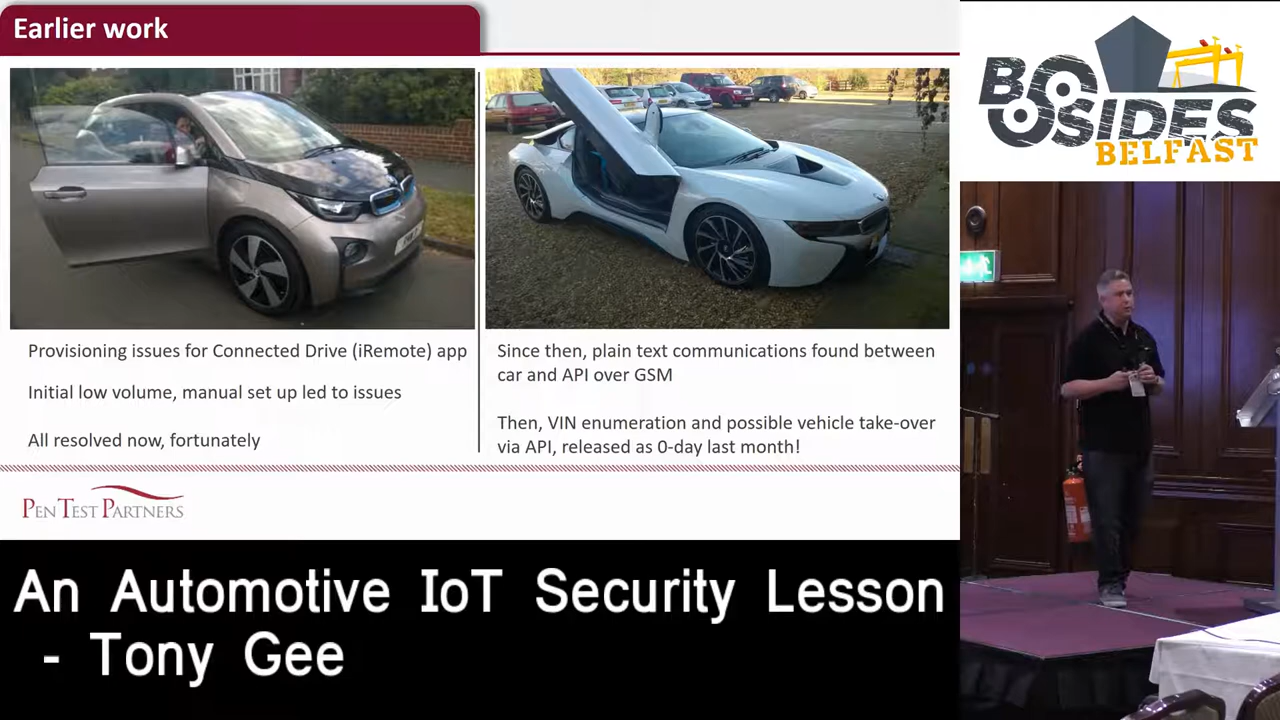 Earlier work
Provisioning issues for Connected Drive (iRemote) app
Initial low volume, manual set up led to issues
All resolved now, fortunately
Since then, plain text communications found between
car and API over GSM
Then, VIN enumeration and possible vehicle take-over
via API, released as 0-day last month!
PEN TEST PARTNERS
BSIDES
BELFAST
An Automotive IoT Security Lesson
- Tony Gee